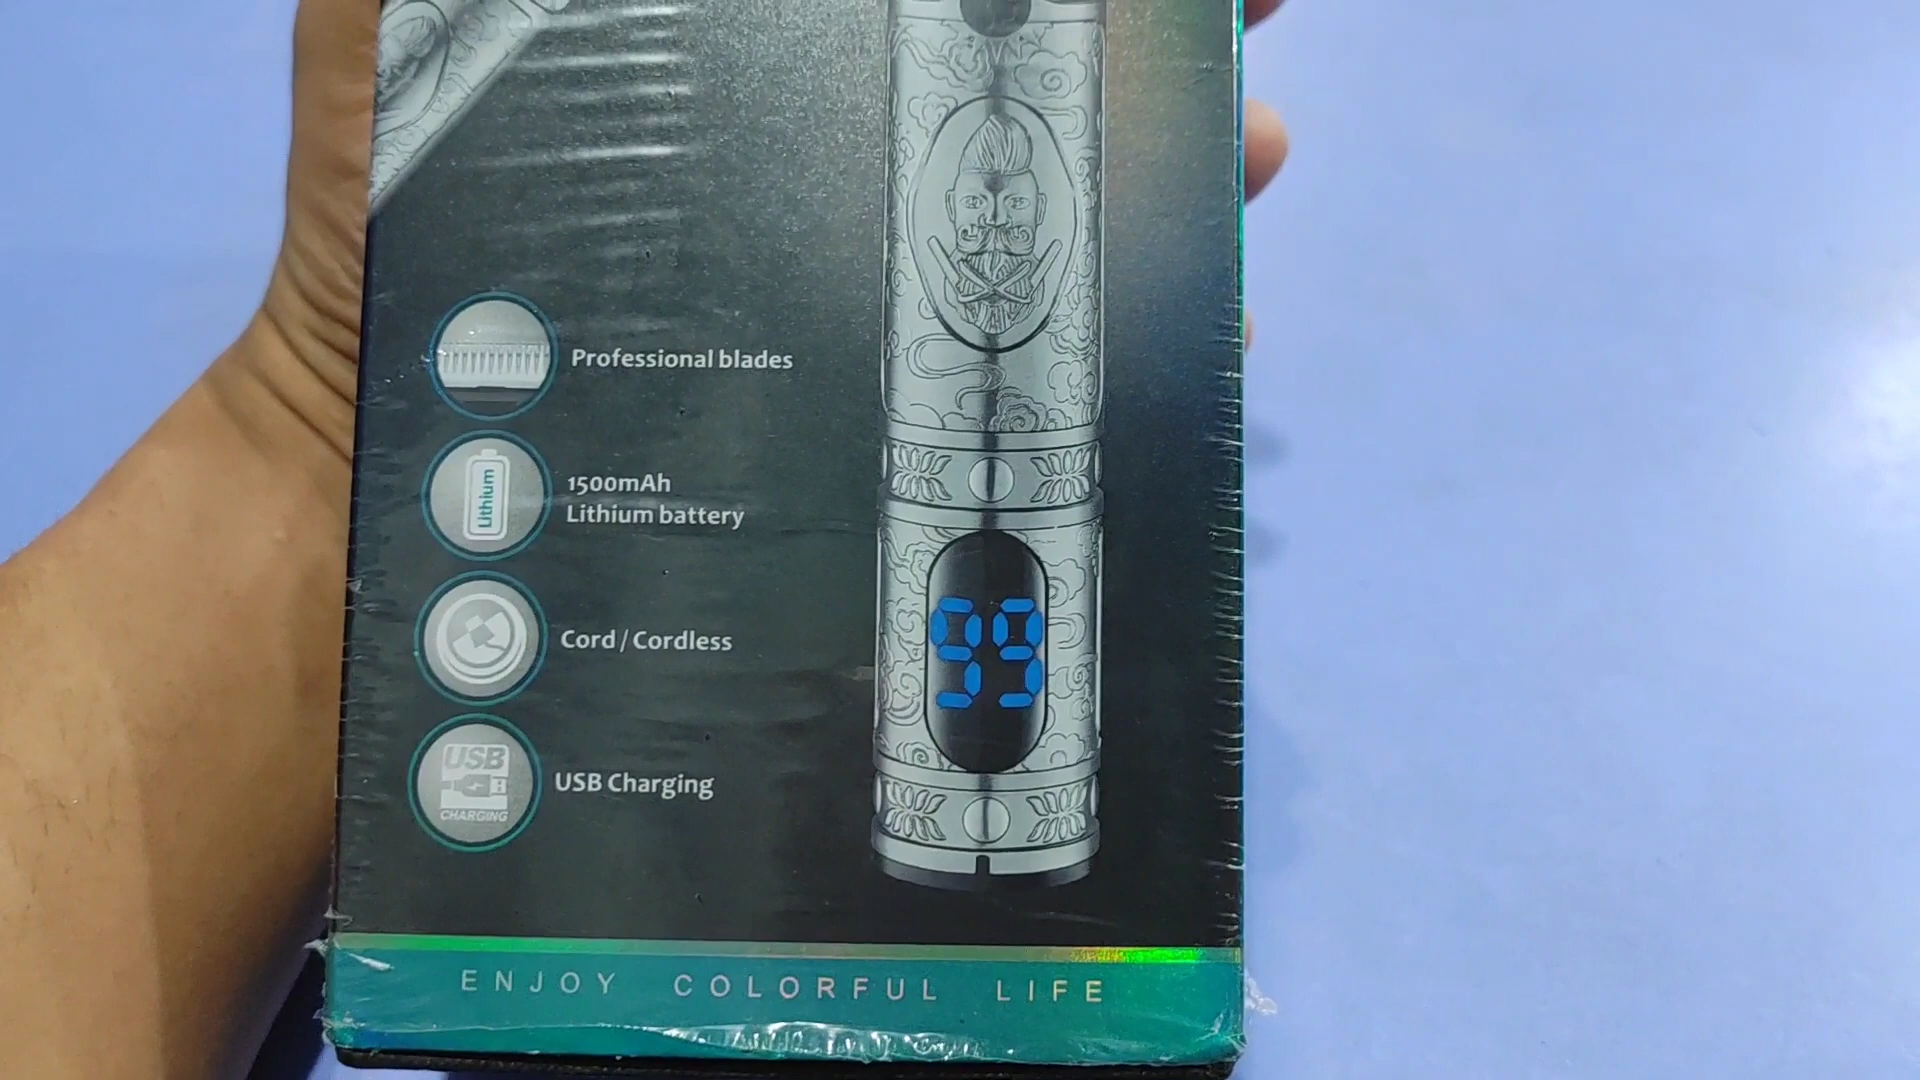 Professional blades
Lithium
1500mAh
Lithium battery
Cord / Cordless
USB
CHARGING
USB Charging
99
ENJOY COLORFUL LIFE